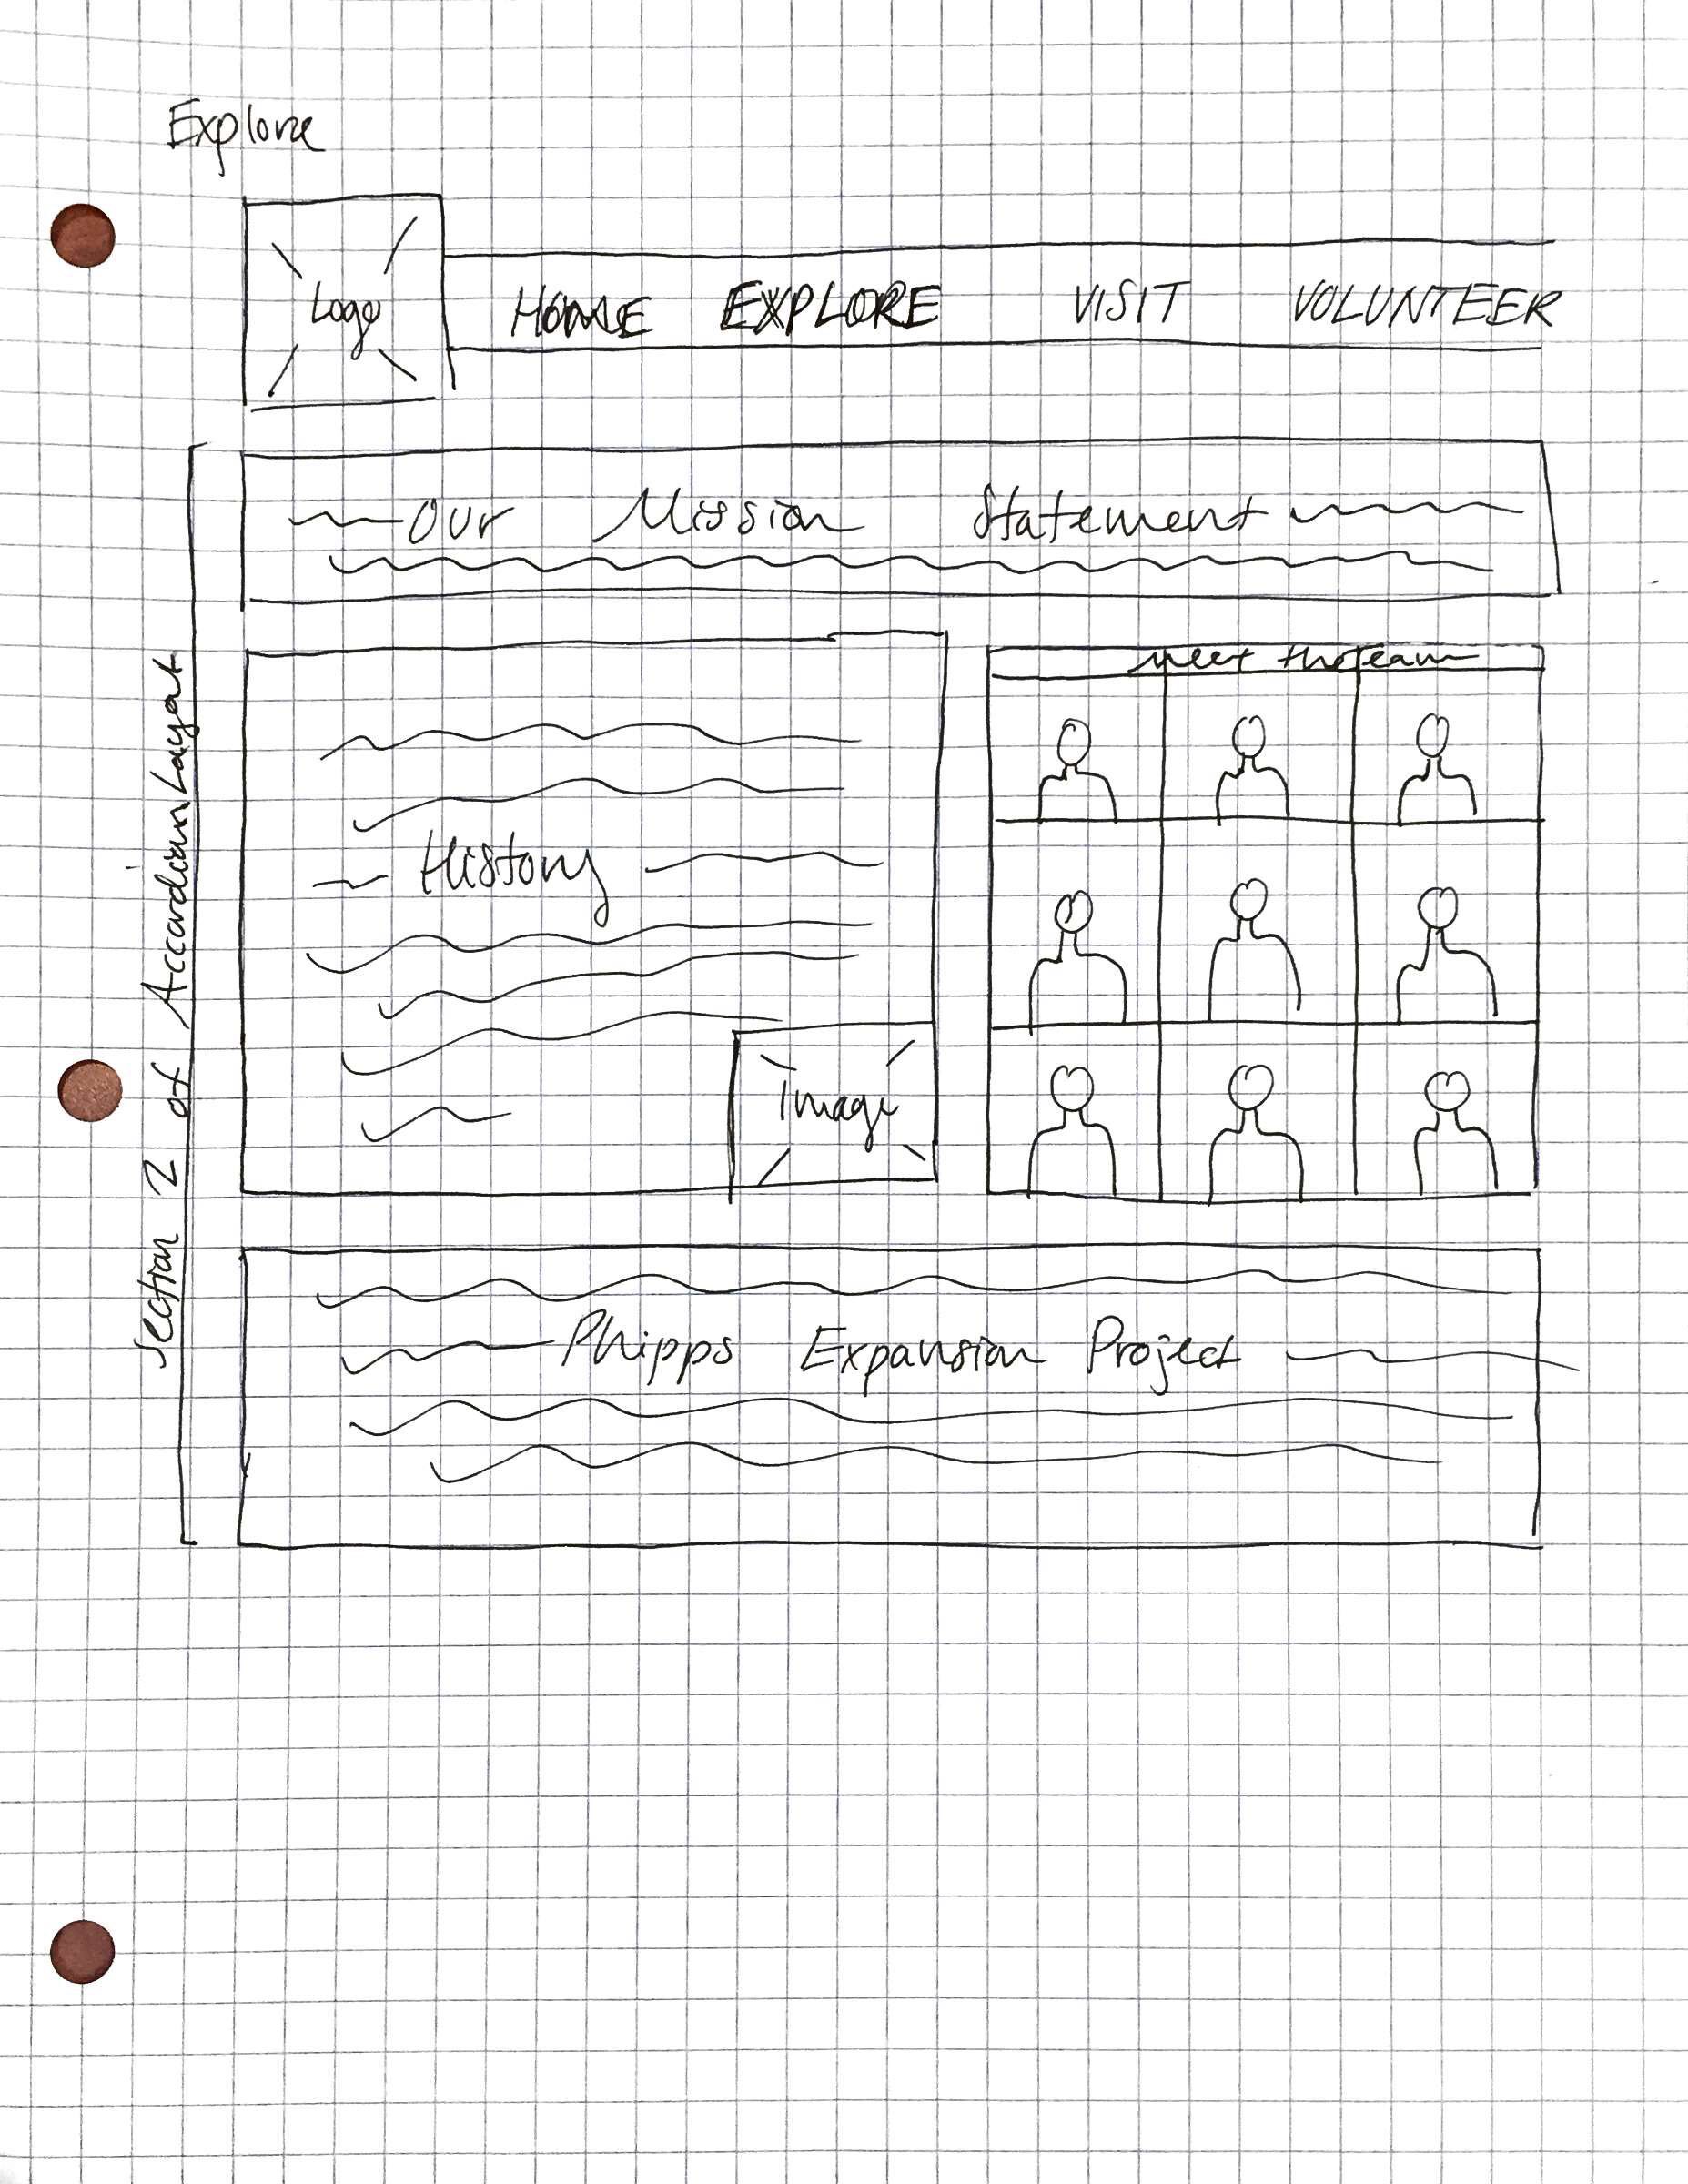 Explore
Logo
HOME EXPLORE VISIT VOLUNTEER
Our Mission Statement
Meet the Team
History
Image
Phipps Expansion Project
Section 2 of Accordian Layout